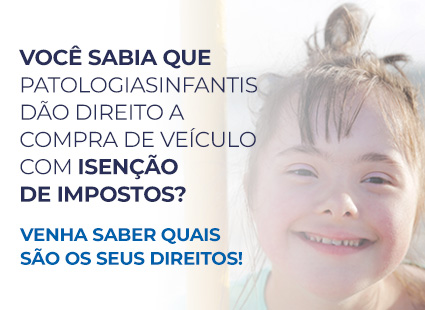 VOCÊ SABIA QUE
PATOLOGIASINFANTIS
DÃO DIREITO A
COMPRA DE VEÍCULO
COM ISENÇÃO
DE IMPOSTOS?
VENHA SABER QUAIS
SÃO OS SEUS DIREITOS!